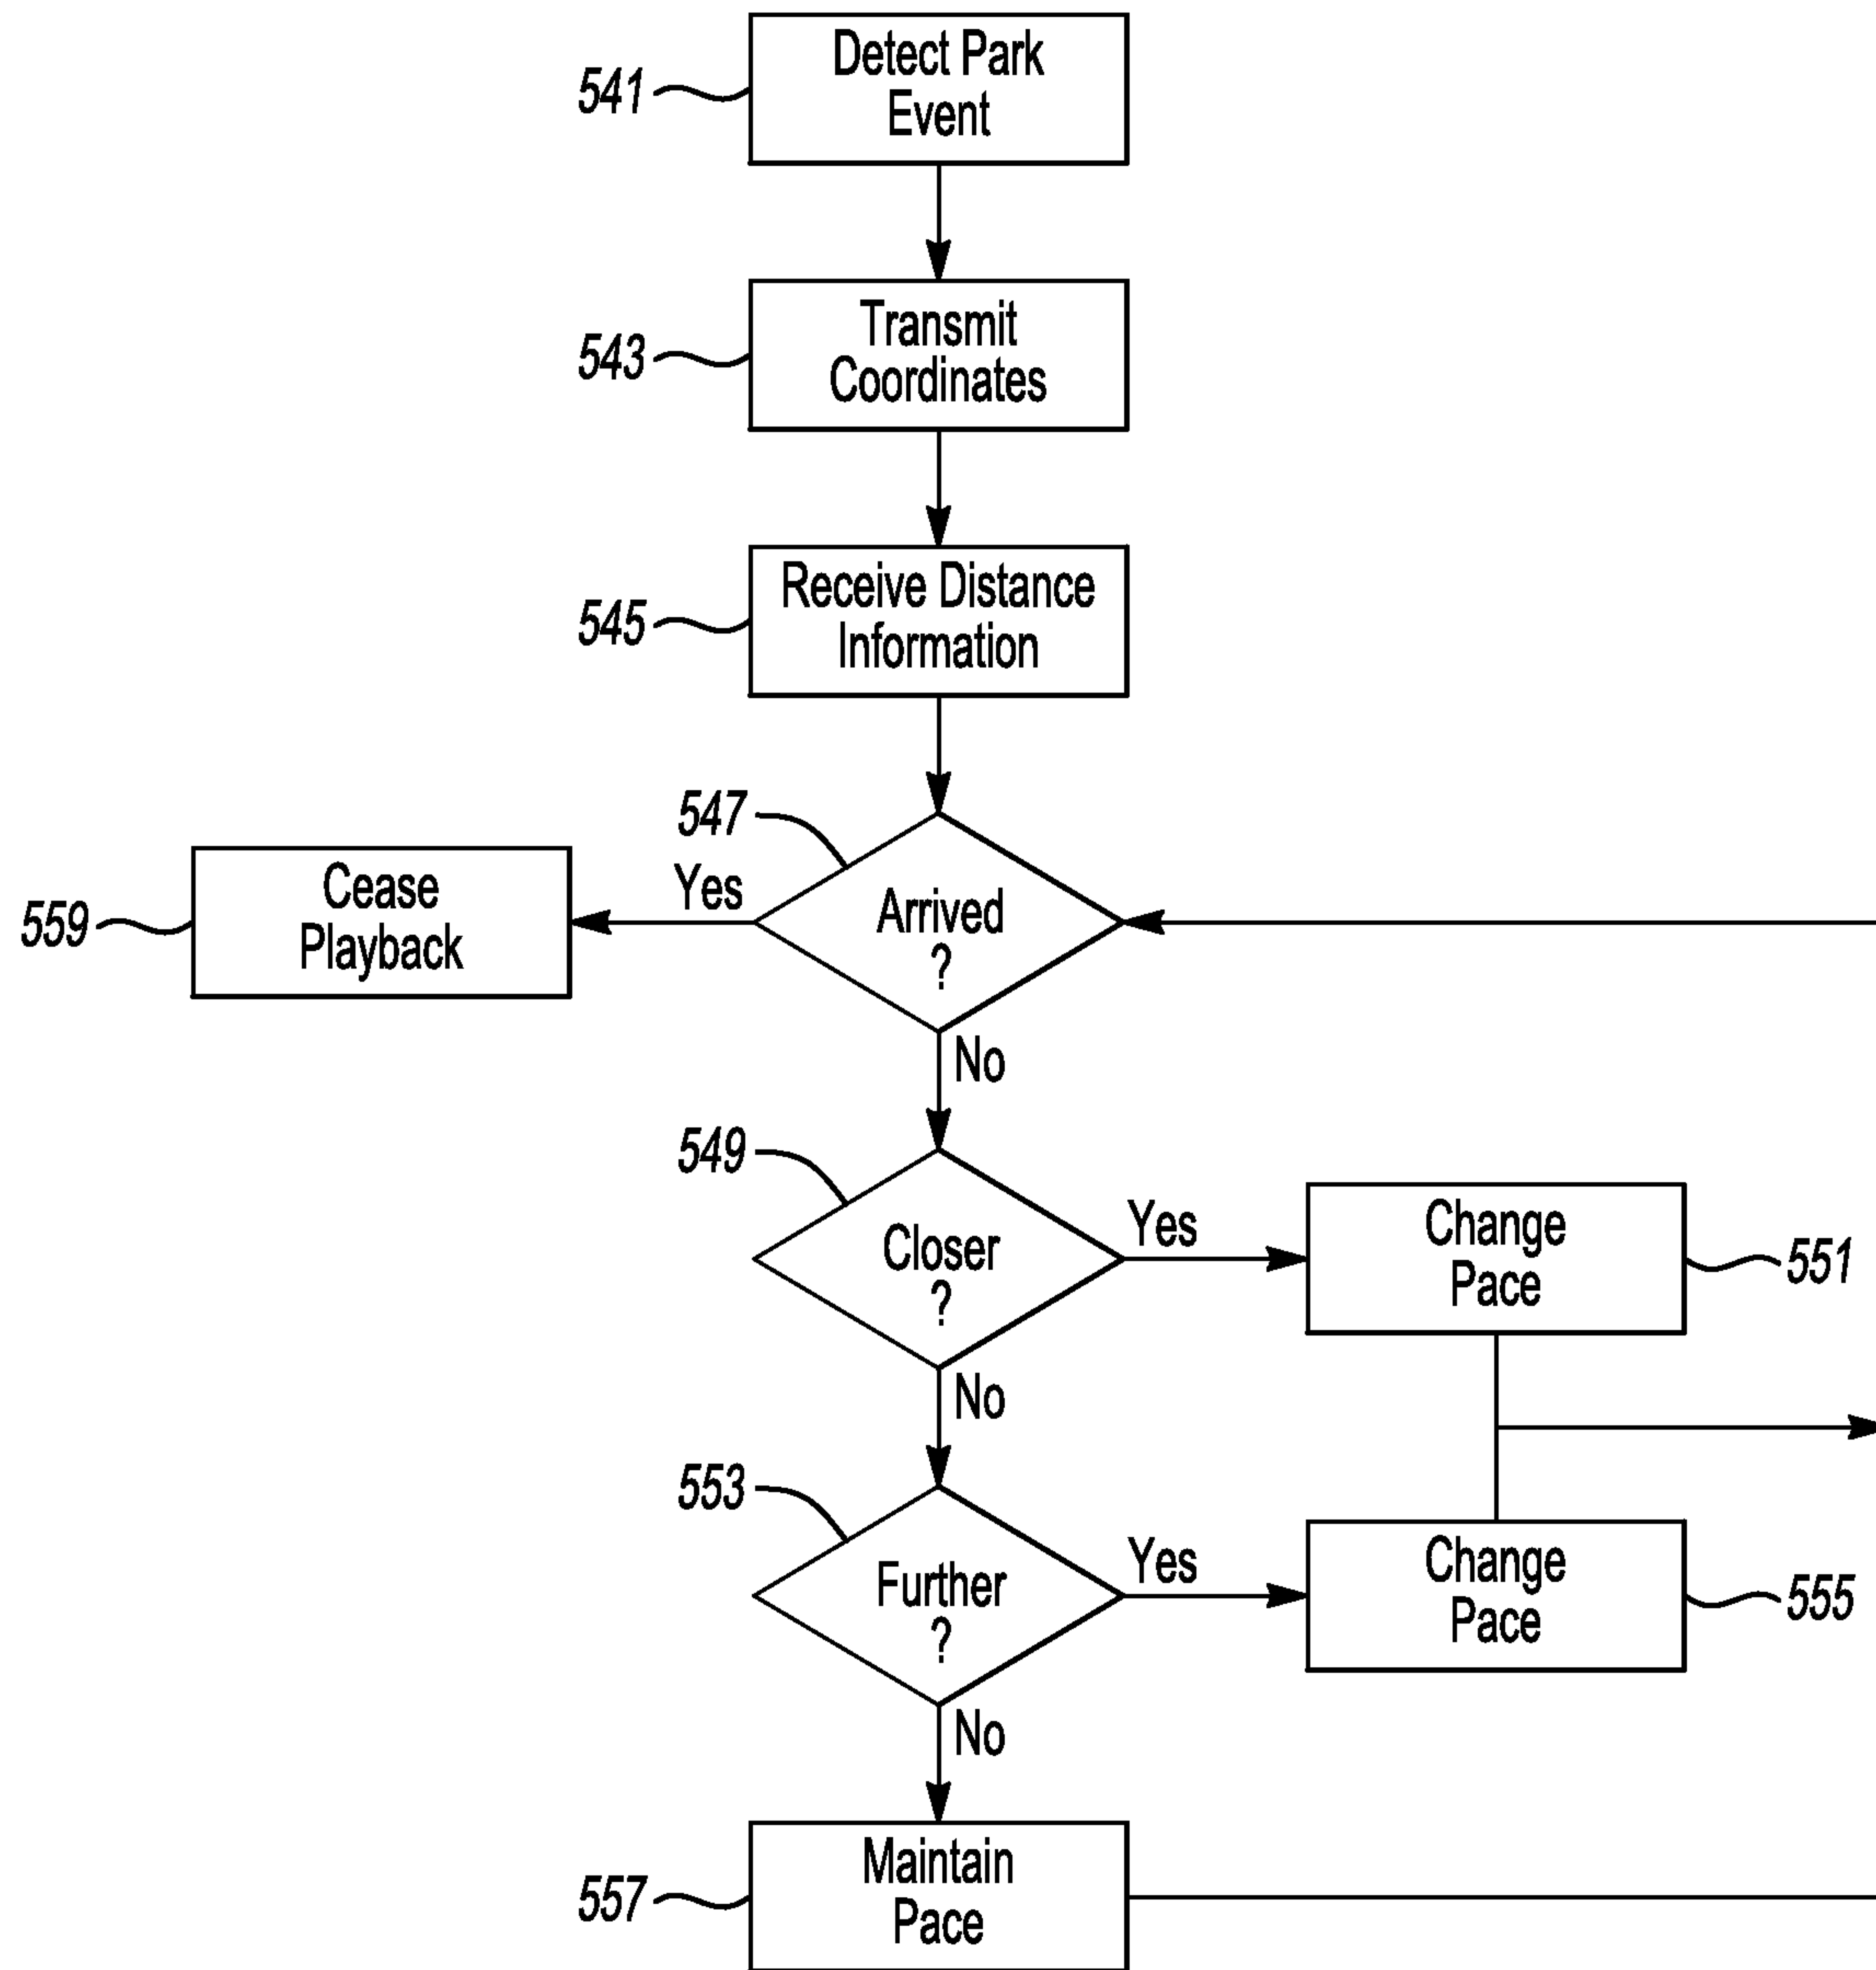 Detect Park
Event
541
Transmit
Coordinates
543
Receive Distance
Information
545
547
Arrived
?
Yes
Cease
Playback
559
No
549
Closer
?
Yes
Change
Pace
551
No
553
Further
?
Yes
Change
Pace
555
No
Maintain
Pace
557